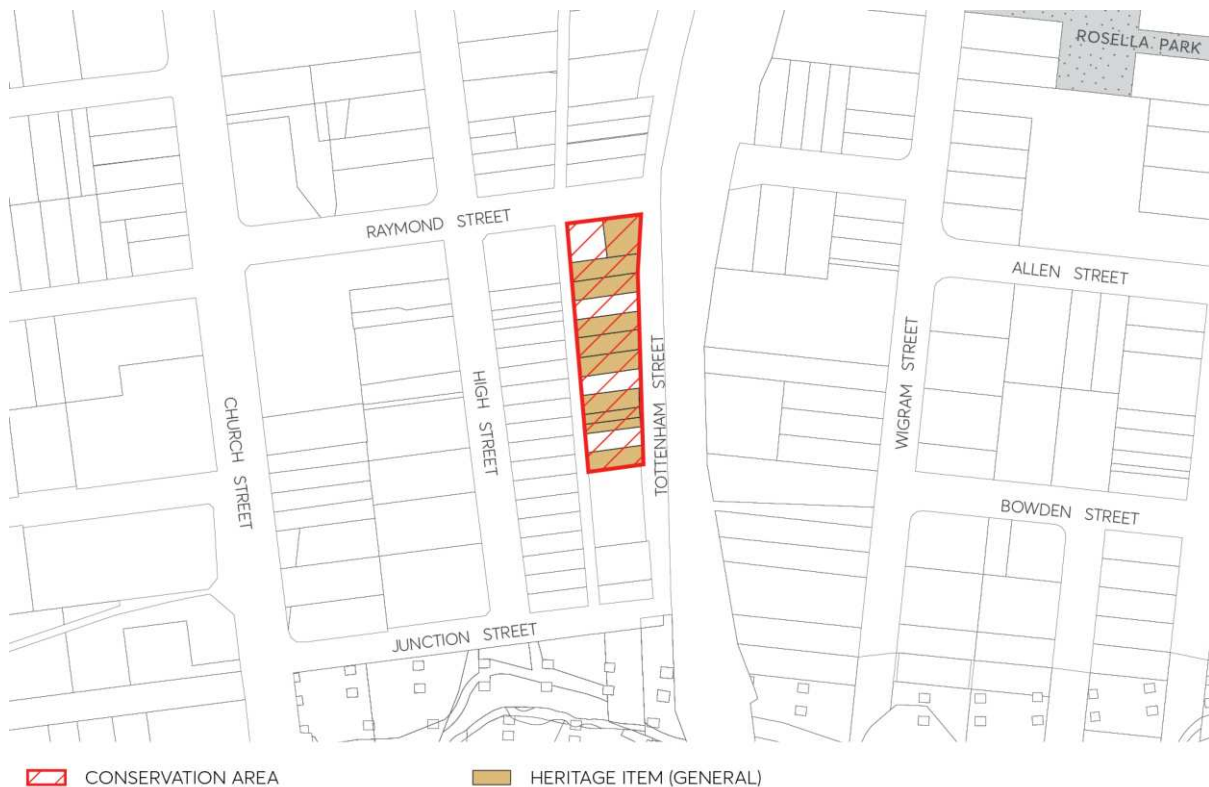 ROSELLA PARK
RAYMOND STREET
ALLEN STREET
TOTTENHAM STREET
WIGRAM STREET
HIGH STREET
CHURCH STREET
BOWDEN STREET
JUNCTION STREET
CONSERVATION AREA
HERITAGE ITEM (GENERAL)